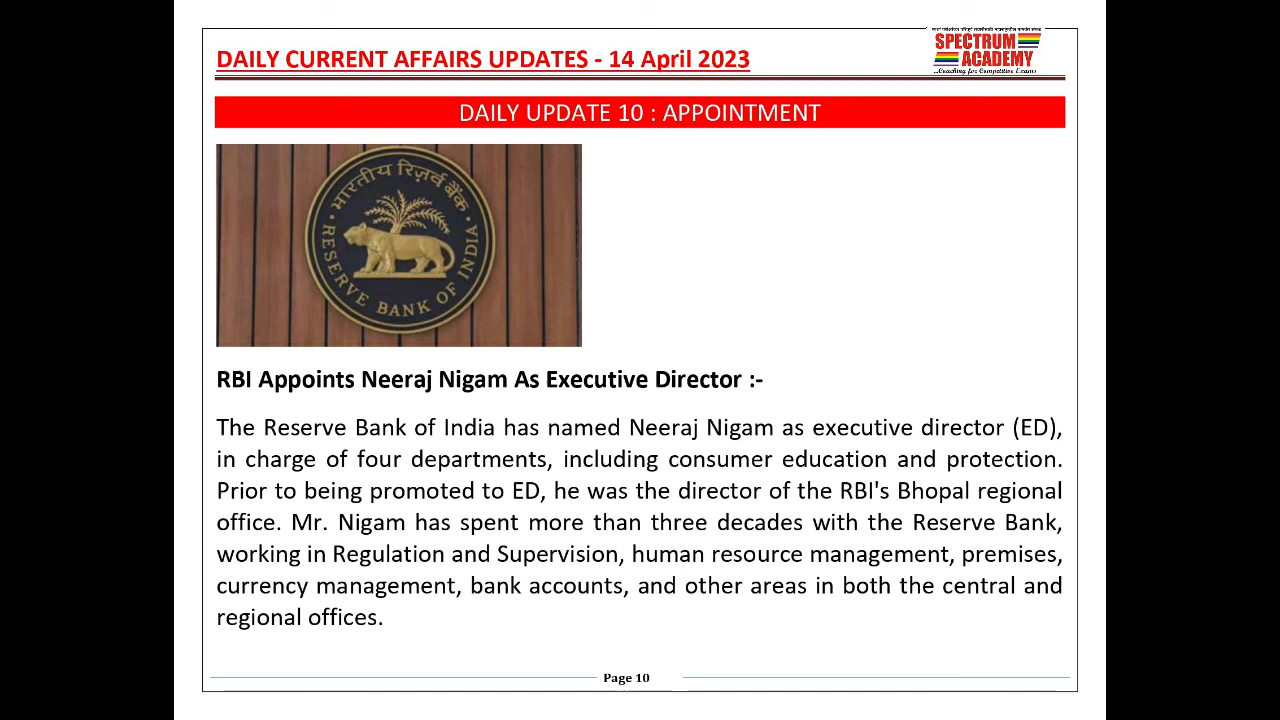 DAILY CURRENT AFFAIRS UPDATES - 14 April 2023
SPECTRUM
ACADEMY
...Coaching for Competitive Exams
DAILY UPDATE 10 : APPOINTMENT
भारतीय रिज़र्व बैंक
RESERVE BANK OF INDIA
RBI Appoints Neeraj Nigam As Executive Director :-
The Reserve Bank of India has named Neeraj Nigam as executive director (ED),
in charge of four departments, including consumer education and protection.
Prior to being promoted to ED, he was the director of the RBI's Bhopal regional
office. Mr. Nigam has spent more than three decades with the Reserve Bank,
working in Regulation and Supervision, human resource management, premises,
currency management, bank accounts, and other areas in both the central and
regional offices.
Page 10